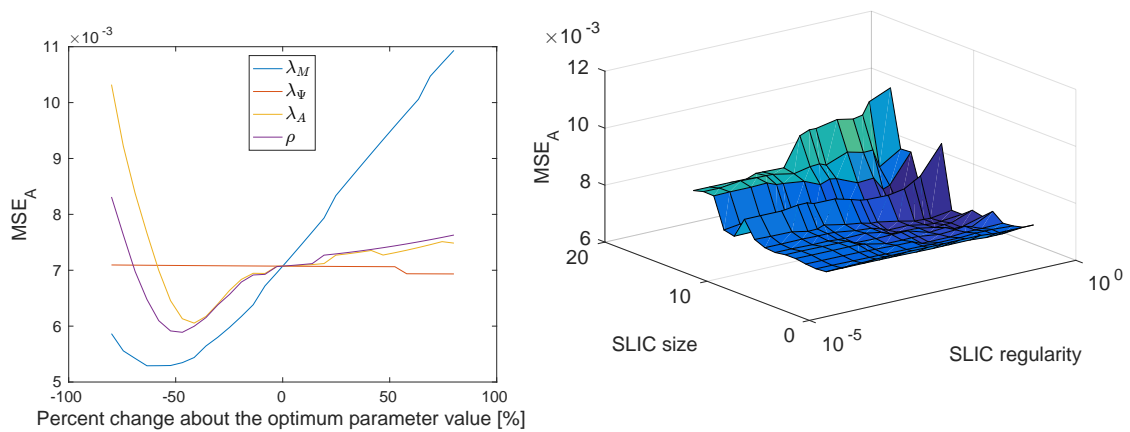 × 10⁻³
11
10
9
8
7
6
5
-100
-50
0
50
100
MSE_A
Percent change about the optimum parameter value [%]
λ_M
λ_Ψ
λ_A
ρ
× 10⁻³
12
10
8
6
MSE_A
20
10
0
SLIC size
10⁻⁵
10⁰
SLIC regularity